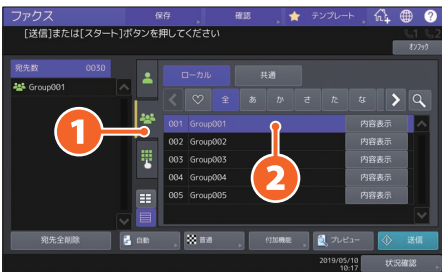 ファクス 保存 確認 テンプレート
[送信]または[スタート]ボタンを押してください
L1 L2
ｵﾝﾌｯｸ
宛先数 0030
Group001
ローカル 共通
全 あ か さ た な
001 Group001 内容表示
002 Group002 内容表示
003 Group003 内容表示
004 Group004 内容表示
005 Group005 内容表示
1
2
宛先全削除 自動 普通 付加機能 プレビュー 送信
2019/05/10
10:17
状況確認